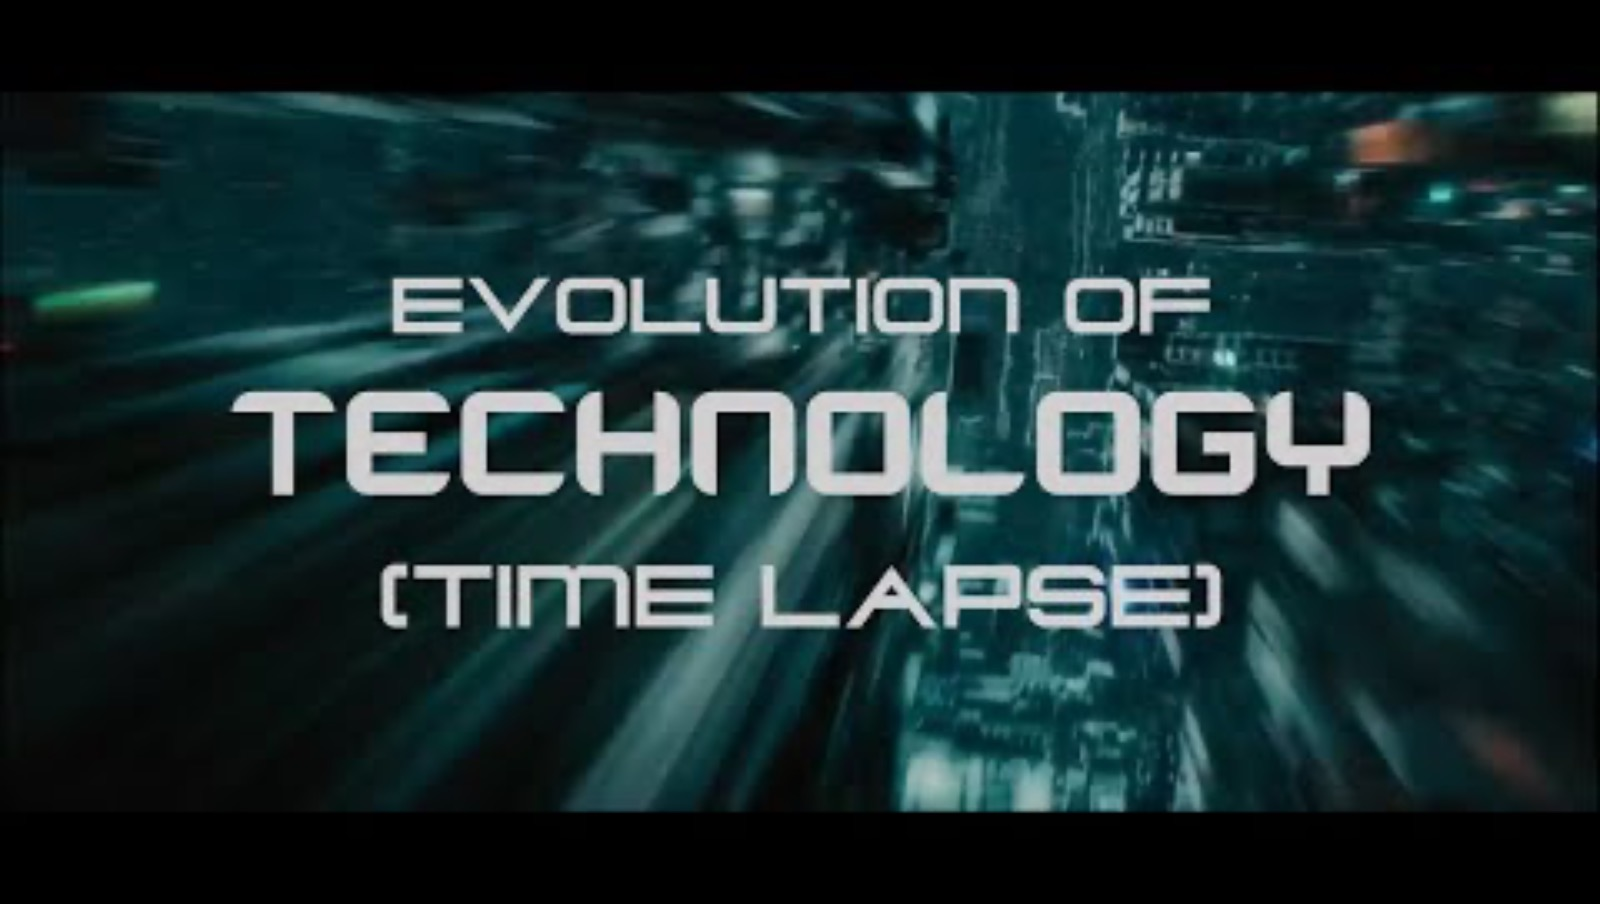 EVOLUTION OF
TECHNOLOGY
(TIME LAPSE)